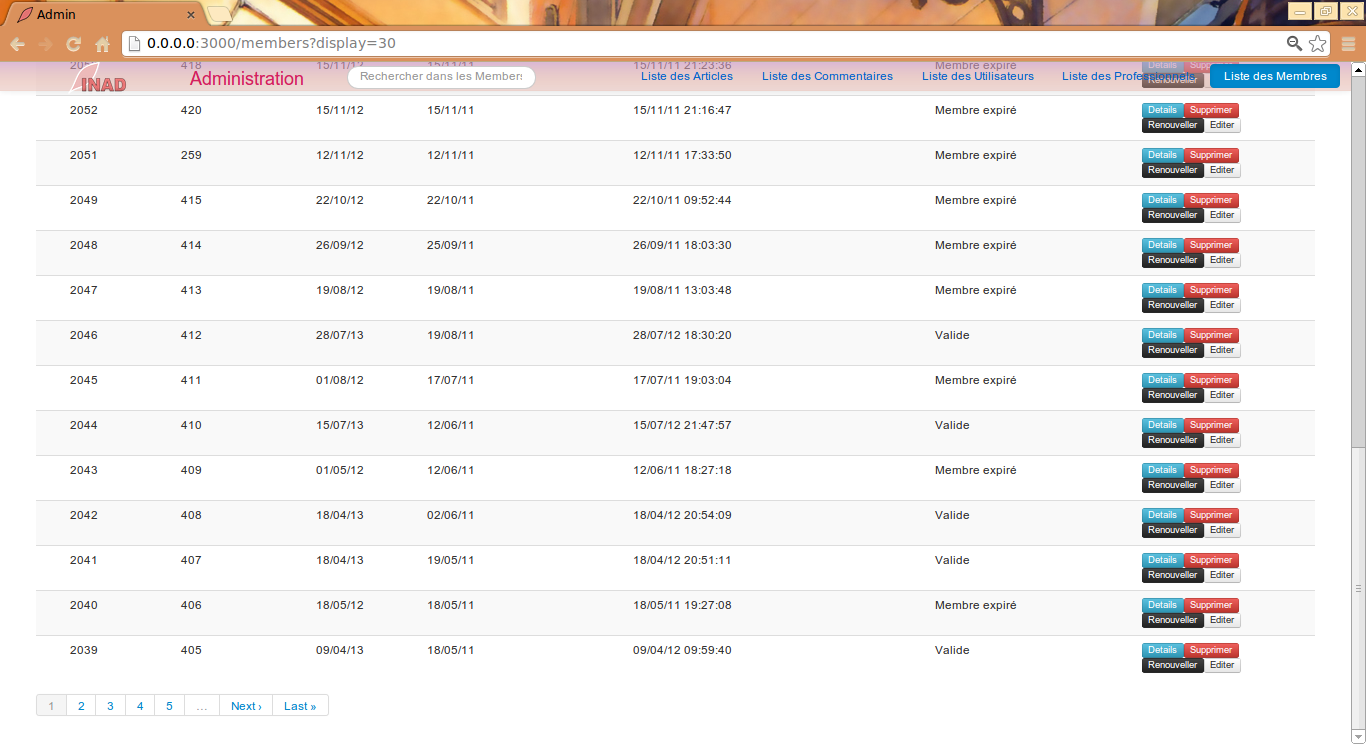 Admin
0.0.0.0:3000/members?display=30
INAD Administration Rechercher dans les Members Liste des Articles Liste des Commentaires Liste des Utilisateurs Liste des Professionnels Liste des Membres
418 15/11/12 15/11/11 15/11/11 21:23:36 Membre expiré Details Supprimer
Renouveller Editer
2052 420 15/11/12 15/11/11 15/11/11 21:16:47 Membre expiré Details Supprimer
Renouveller Editer
2051 259 12/11/12 12/11/11 12/11/11 17:33:50 Membre expiré Details Supprimer
Renouveller Editer
2049 415 22/10/12 22/10/11 22/10/11 09:52:44 Membre expiré Details Supprimer
Renouveller Editer
2048 414 26/09/12 25/09/11 26/09/11 18:03:30 Membre expiré Details Supprimer
Renouveller Editer
2047 413 19/08/12 19/08/11 19/08/11 13:03:48 Membre expiré Details Supprimer
Renouveller Editer
2046 412 28/07/13 19/08/11 28/07/12 18:30:20 Valide Details Supprimer
Renouveller Editer
2045 411 01/08/12 17/07/11 17/07/11 19:03:04 Membre expiré Details Supprimer
Renouveller Editer
2044 410 15/07/13 12/06/11 15/07/12 21:47:57 Valide Details Supprimer
Renouveller Editer
2043 409 01/05/12 12/06/11 12/06/11 18:27:18 Membre expiré Details Supprimer
Renouveller Editer
2042 408 18/04/13 02/06/11 18/04/12 20:54:09 Valide Details Supprimer
Renouveller Editer
2041 407 18/04/13 19/05/11 18/04/12 20:51:11 Valide Details Supprimer
Renouveller Editer
2040 406 18/05/12 18/05/11 18/05/11 19:27:08 Membre expiré Details Supprimer
Renouveller Editer
2039 405 09/04/13 18/05/11 09/04/12 09:59:40 Valide Details Supprimer
Renouveller Editer
1 2 3 4 5 … Next › Last »